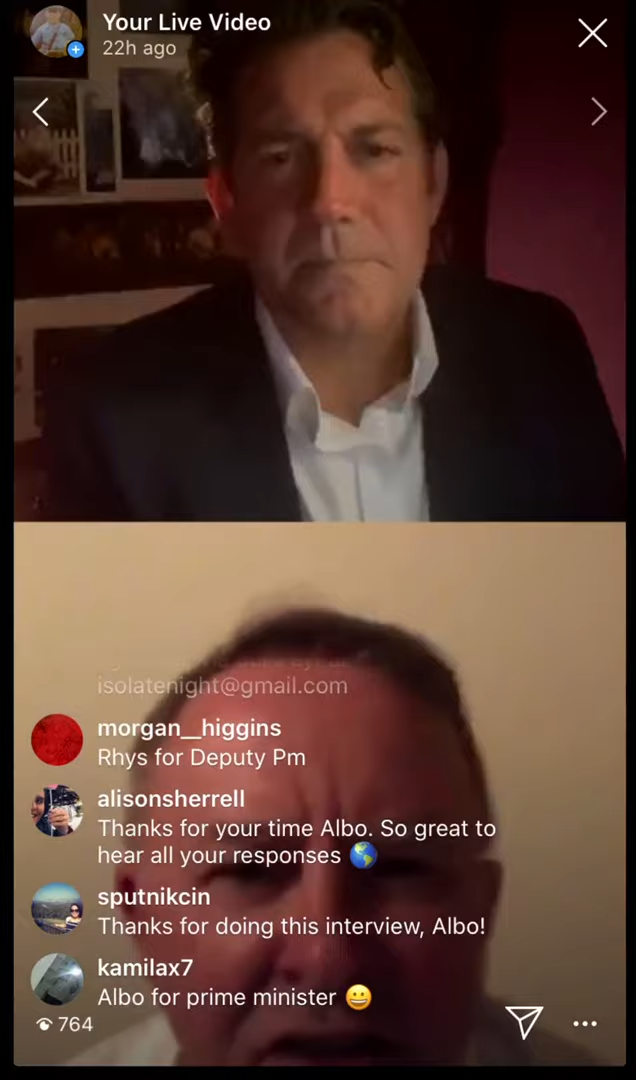 Your Live Video
22h ago
isolatenight@gmail.com
morgan__higgins
Rhys for Deputy Pm
alisonsherrell
Thanks for your time Albo. So great to
hear all your responses 🌎
sputnikcin
Thanks for doing this interview, Albo!
kamilax7
Albo for prime minister 😀
764